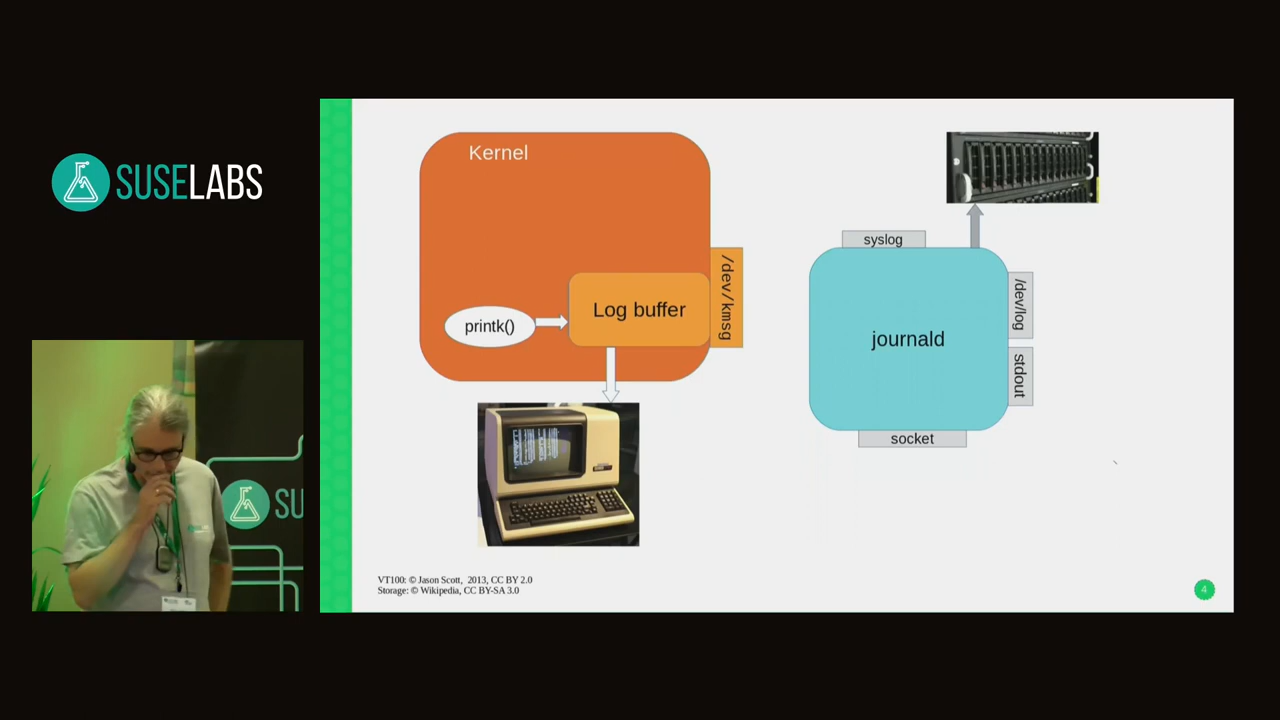 SUSELABS
Kernel
printk()
Log buffer
/dev/kmsg
syslog
journald
/dev/log
stdout
socket
VT100: © Jason Scott, 2013, CC BY 2.0
Storage: © Wikipedia, CC BY-SA 3.0
4
SU